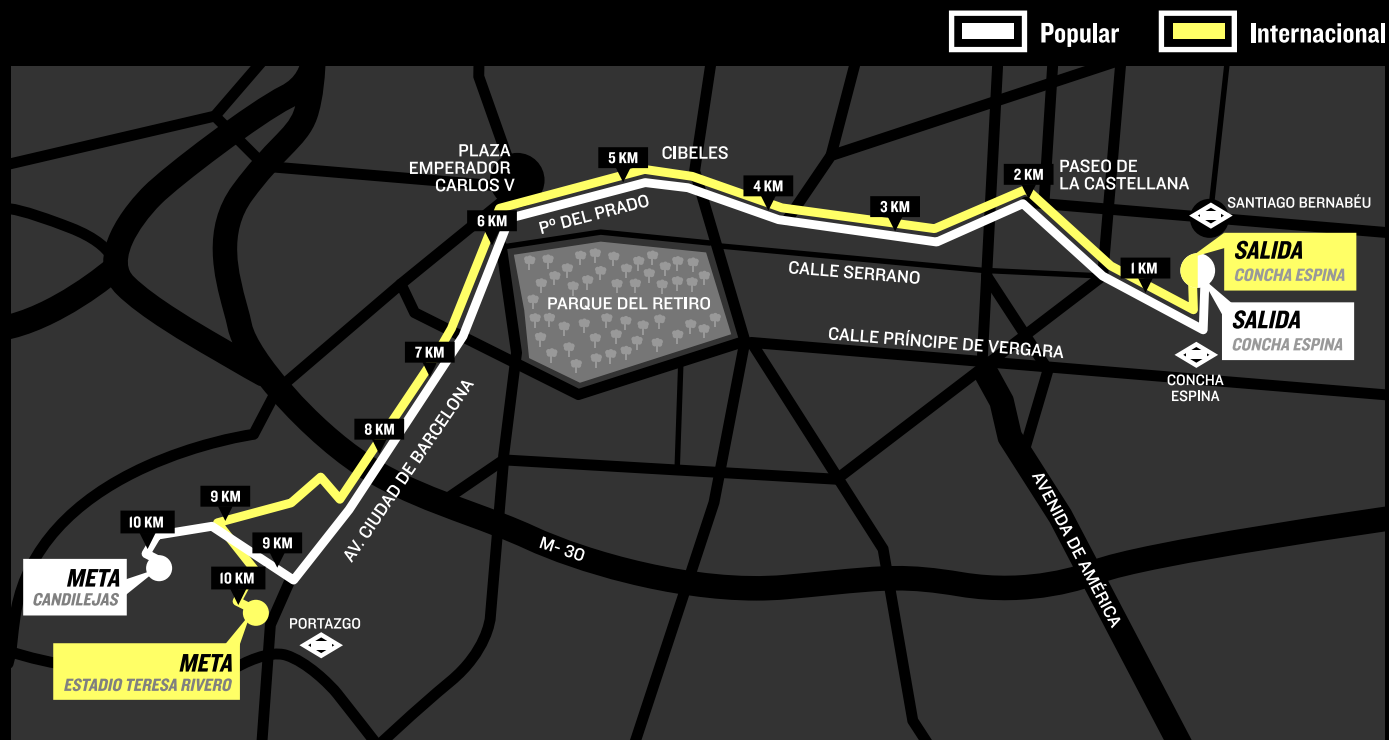 Popular
Internacional
PLAZA
EMPERADOR
CARLOS V
5 KM
CIBELES
4 KM
3 KM
2 KM
PASEO DE
LA CASTELLANA
SANTIAGO BERNABÉU
6 KM
Pº DEL PRADO
SALIDA
CONCHA ESPINA
1 KM
CALLE SERRANO
PARQUE DEL RETIRO
SALIDA
CONCHA ESPINA
CALLE PRÍNCIPE DE VERGARA
7 KM
CONCHA
ESPINA
8 KM
AV. CIUDAD DE BARCELONA
9 KM
10 KM
9 KM
M-30
AVENIDA DE AMÉRICA
META
CANDILEJAS
10 KM
PORTAZGO
META
ESTADIO TERESA RIVERO